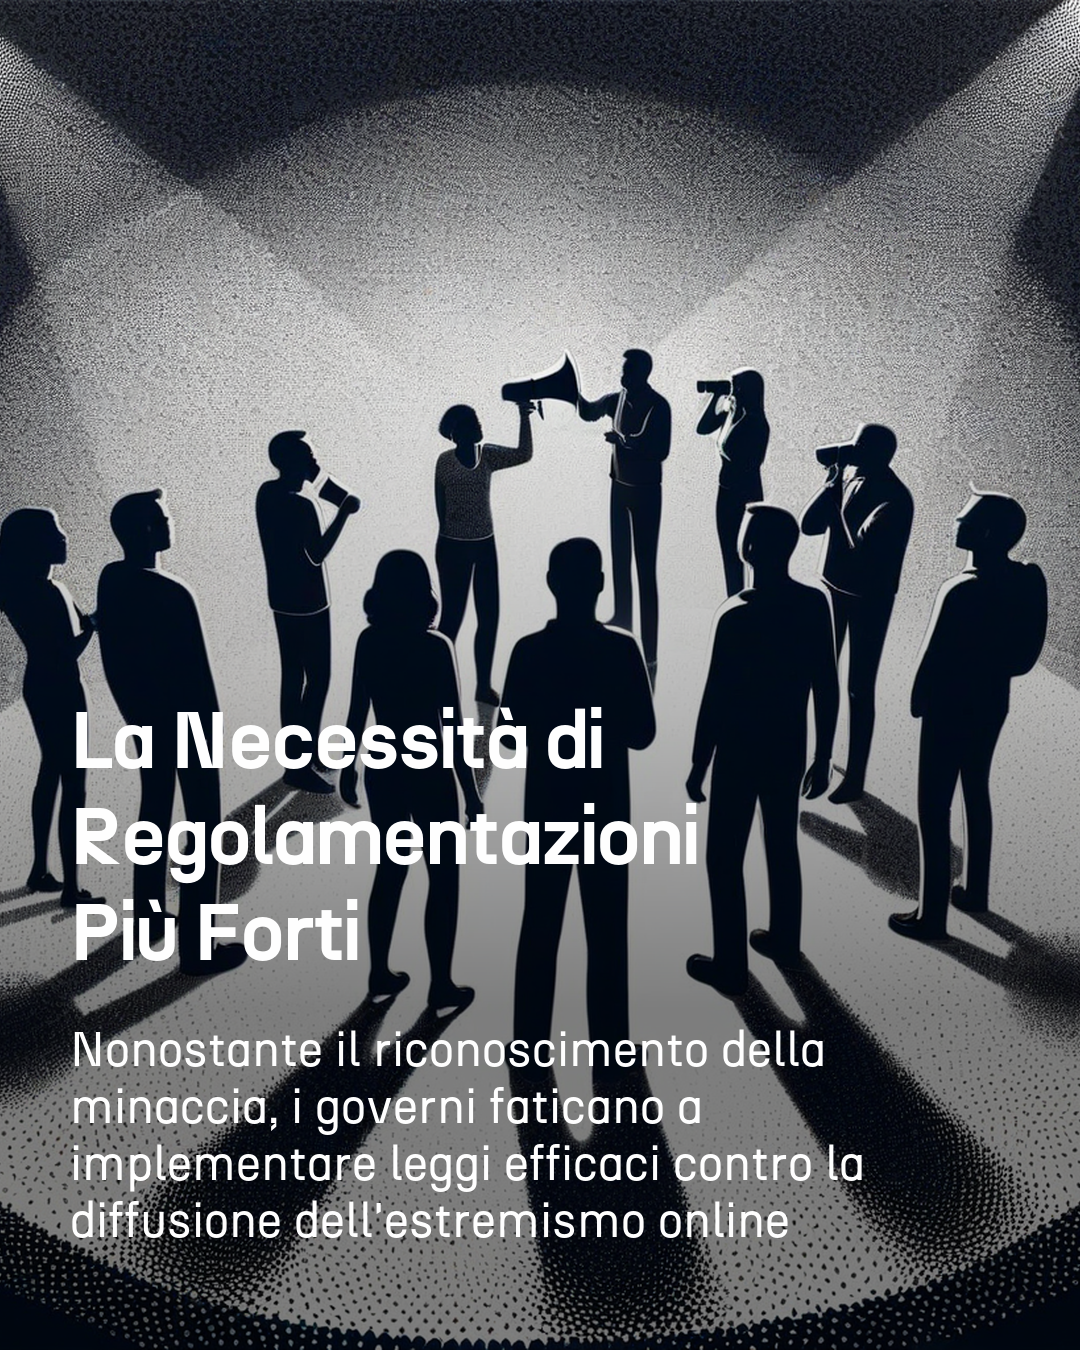 La Necessità di
Regolamentazioni
Più Forti
Nonostante il riconoscimento della
minaccia, i governi faticano a
implementare leggi efficaci contro la
diffusione dell'estremismo online